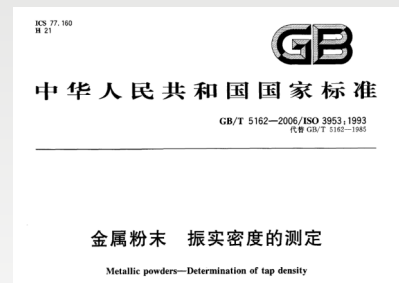 ICS 77.160
H 21
GB
中华人民共和国国家标准
GB/T 5162—2006/ISO 3953:1993
代替 GB/T 5162—1985
金属粉末 振实密度的测定
Metallic powders—Determination of tap density